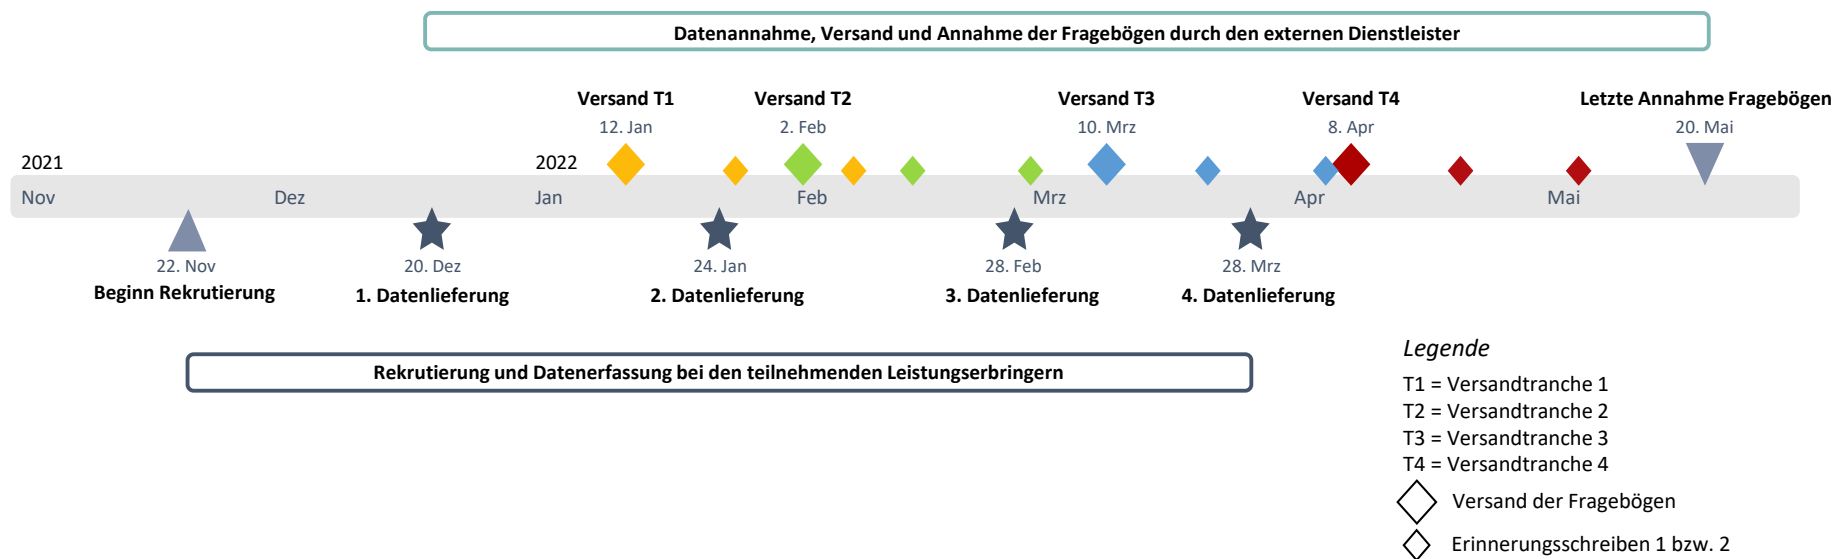 Datenannahme, Versand und Annahme der Fragebögen durch den externen Dienstleister
Versand T1
12. Jan
Versand T2
2. Feb
Versand T3
10. Mrz
Versand T4
8. Apr
Letzte Annahme Fragebögen
20. Mai
2021
2022
Nov
Dez
Jan
Feb
Mrz
Apr
Mai
22. Nov
Beginn Rekrutierung
20. Dez
1. Datenlieferung
24. Jan
2. Datenlieferung
28. Feb
3. Datenlieferung
28. Mrz
4. Datenlieferung
Rekrutierung und Datenerfassung bei den teilnehmenden Leistungserbringern
Legende
T1 = Versandtranche 1
T2 = Versandtranche 2
T3 = Versandtranche 3
T4 = Versandtranche 4
Versand der Fragebögen
Erinnerungsschreiben 1 bzw. 2